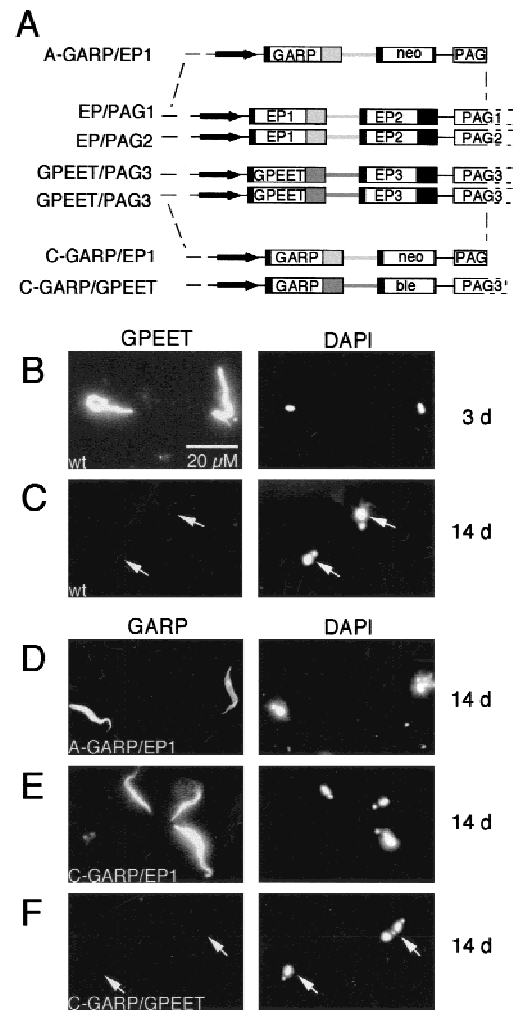 A
A-GARP/EP1 GARP neo PAG
EP/PAG1 EP1 EP2 PAG1
EP/PAG2 EP1 EP2 PAG2
GPEET/PAG3 GPEET EP3 PAG3
GPEET/PAG3 GPEET EP3 PAG3
C-GARP/EP1 GARP neo PAG
C-GARP/GPEET GARP ble PAG3'
GPEET DAPI
B wt 20 µM 3 d
C wt 14 d
GARP DAPI
D A-GARP/EP1 14 d
E C-GARP/EP1 14 d
F C-GARP/GPEET 14 d